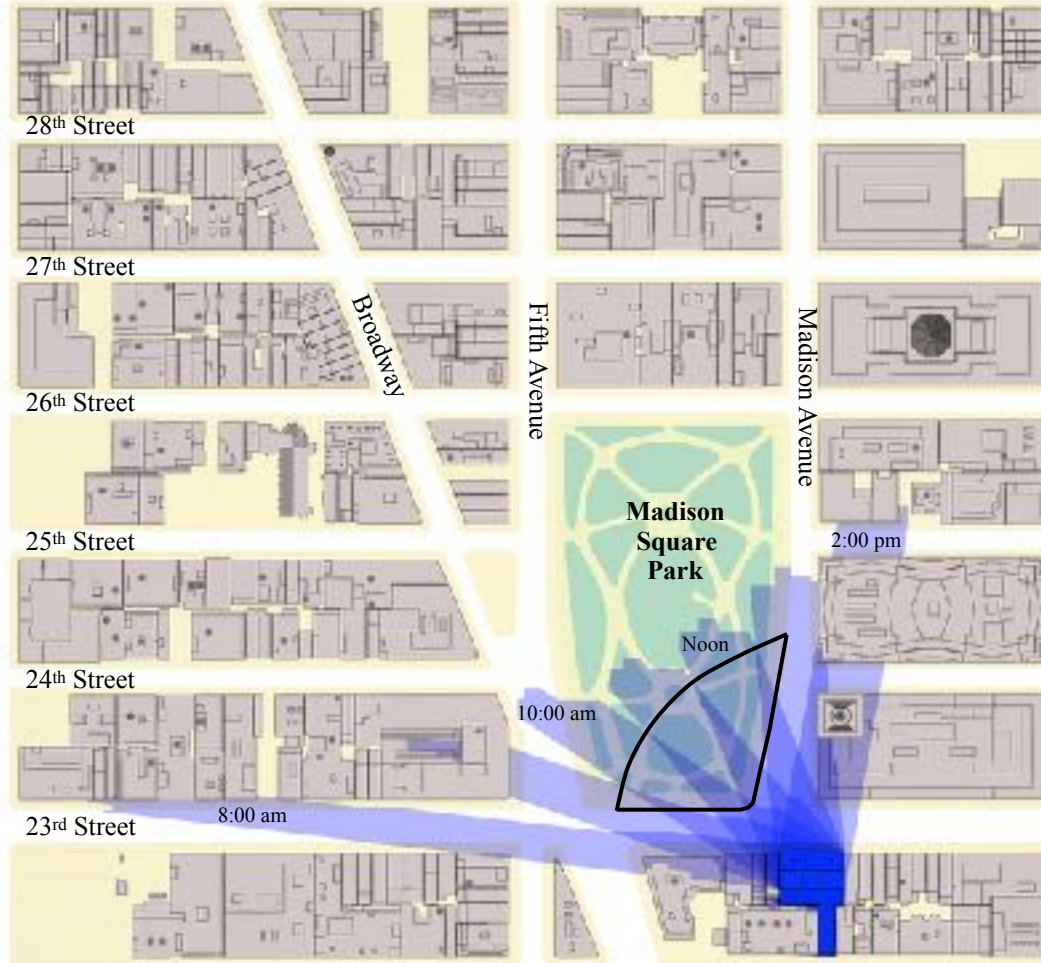 28th Street
27th Street
Broadway
Fifth Avenue
Madison Avenue
26th Street
Madison
Square
Park
25th Street
2:00 pm
Noon
24th Street
10:00 am
8:00 am
23rd Street